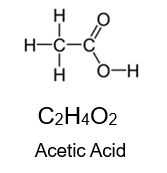 H O
H-C-C
H O-H
C2H4O2
Acetic Acid